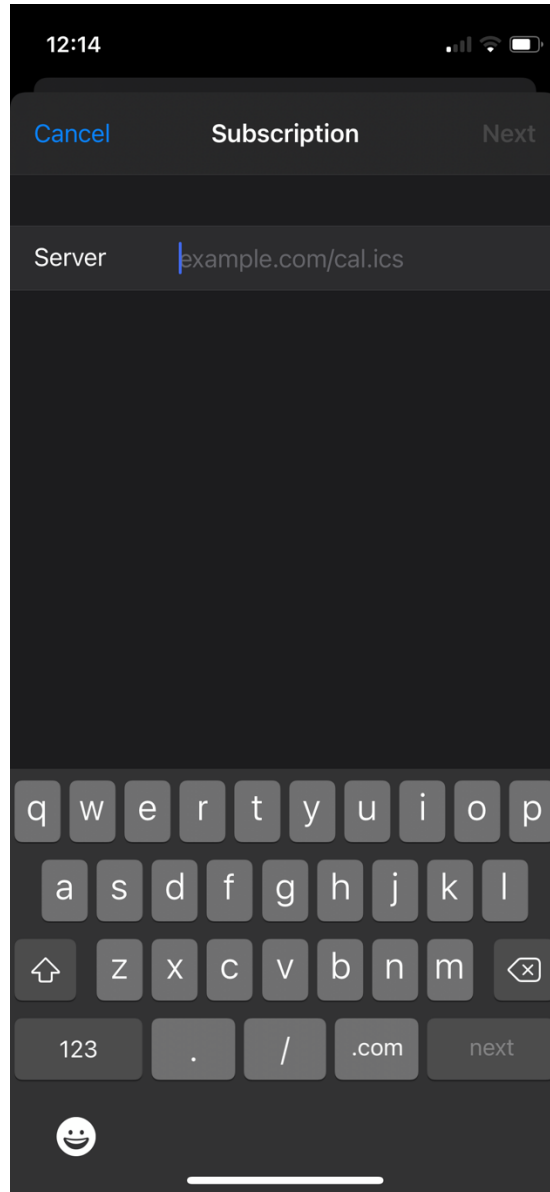 12:14
Cancel Subscription Next
Server example.com/cal.ics
q w e r t y u i o p
a s d f g h j k l
z x c v b n m
123 . / .com next